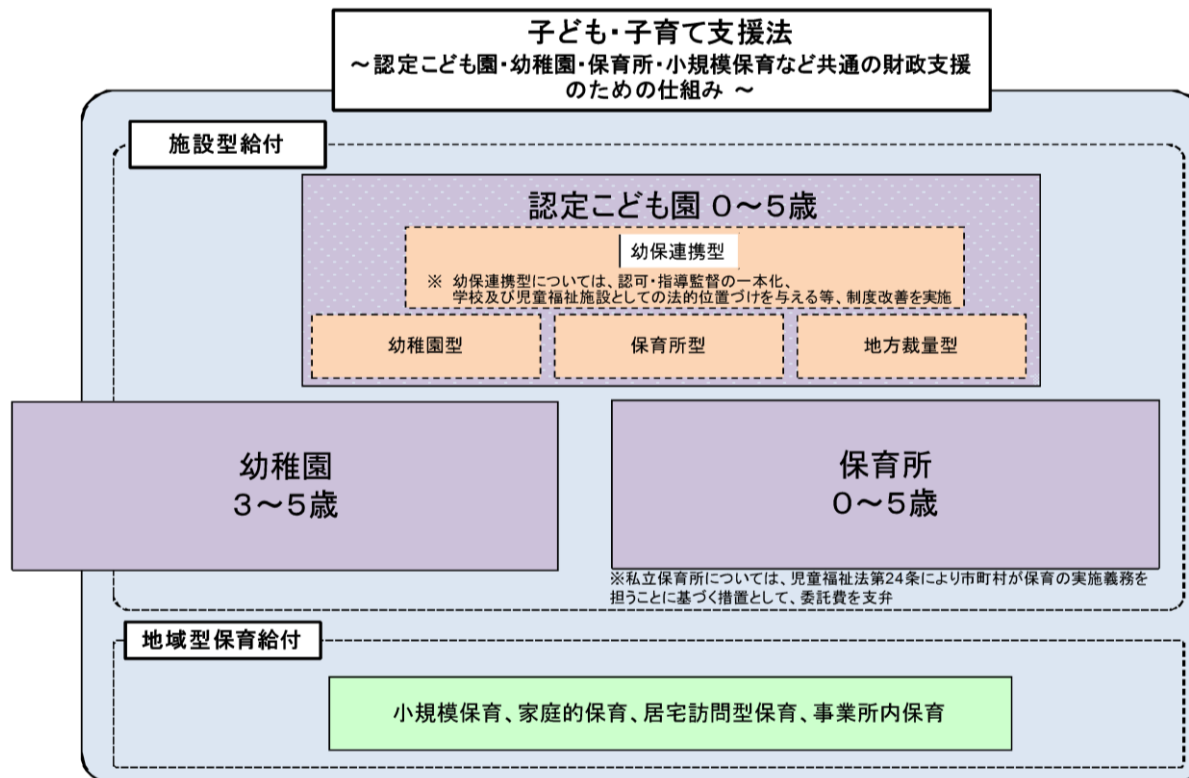 子ども・子育て支援法
~認定こども園・幼稚園・保育所・小規模保育など共通の財政支援
のための仕組み ~
施設型給付
認定こども園 0~5歳
幼保連携型
※ 幼保連携型については、認可・指導監督の一本化、
学校及び児童福祉施設としての法的位置づけを与える等、制度改善を実施
幼稚園型
保育所型
地方裁量型
幼稚園
3~5歳
保育所
0~5歳
※私立保育所については、児童福祉法第24条により市町村が保育の実施義務を
担うことに基づく措置として、委託費を支弁
地域型保育給付
小規模保育、家庭的保育、居宅訪問型保育、事業所内保育